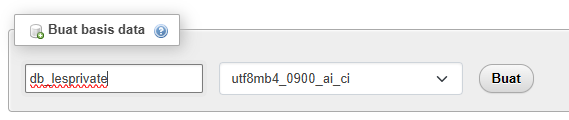 Buat basis data
db_lesprivate
utf8mb4_0900_ai_ci
Buat